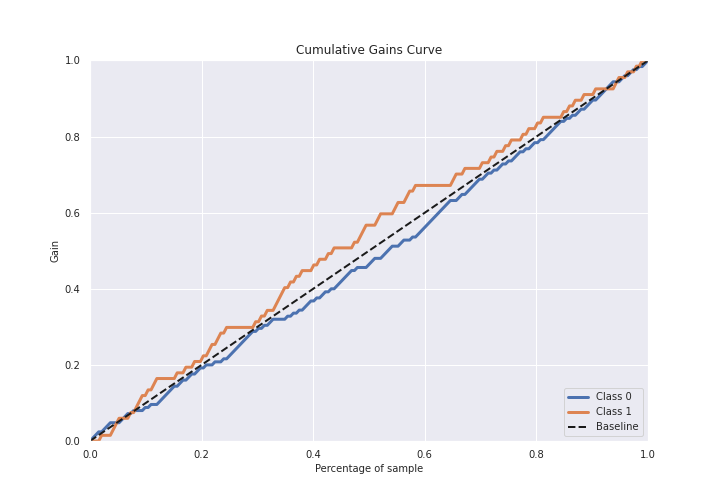 Cumulative Gains Curve
1.0
0.8
0.6
0.4
0.2
0.0
Gain
0.0 0.2 0.4 0.6 0.8 1.0
Percentage of sample
Class 0
Class 1
Baseline